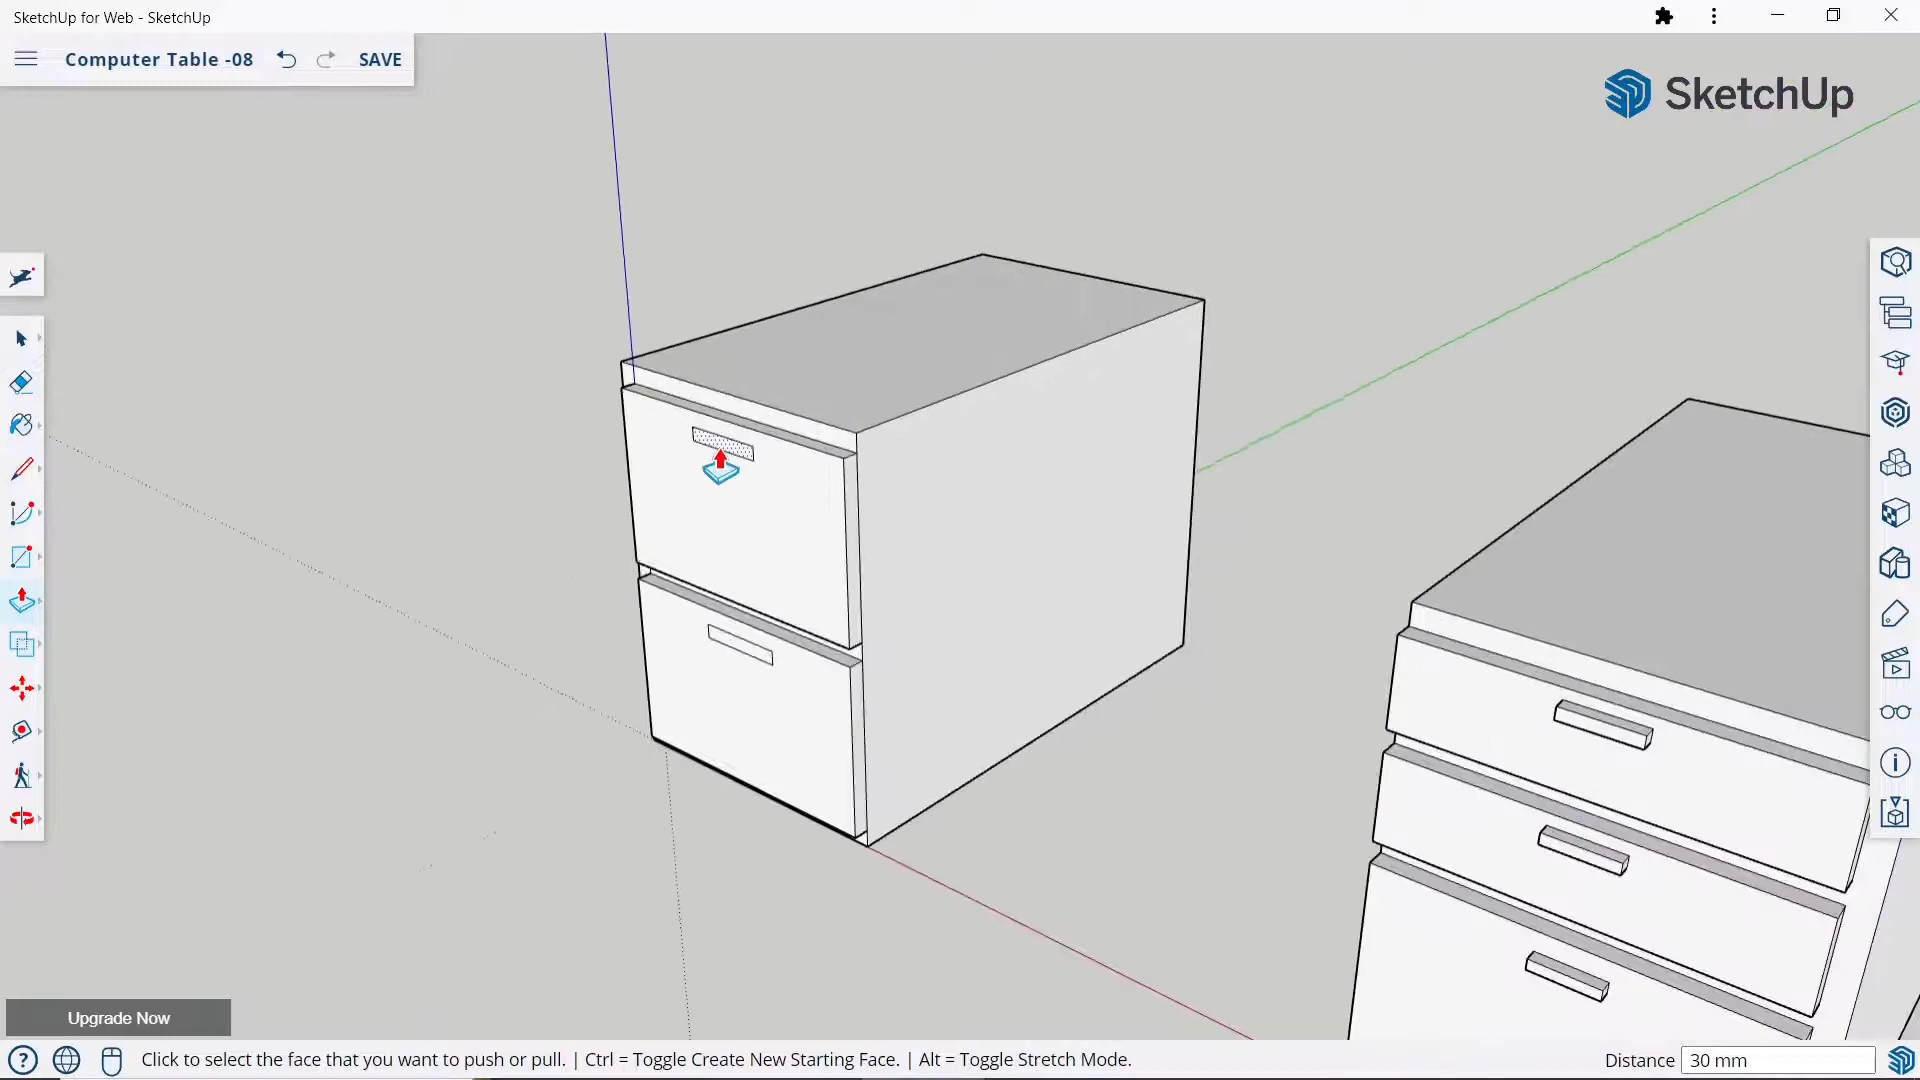 SketchUp for Web - SketchUp
Computer Table -08
SAVE
SketchUp
Upgrade Now
Click to select the face that you want to push or pull. | Ctrl = Toggle Create New Starting Face. | Alt = Toggle Stretch Mode.
Distance 30 mm